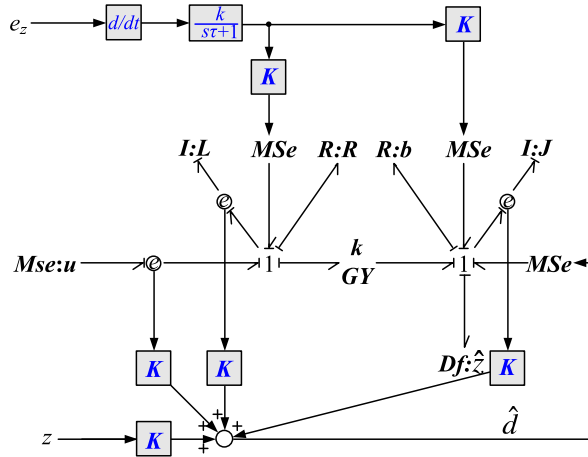 e_z d/dt k/sτ+1 K
K
I:L MSe R:R R:b MSe I:J
e e
Mse:u e 1 k GY 1 MSe
Df:ẑ
K K K
+ + +
z K + d̂